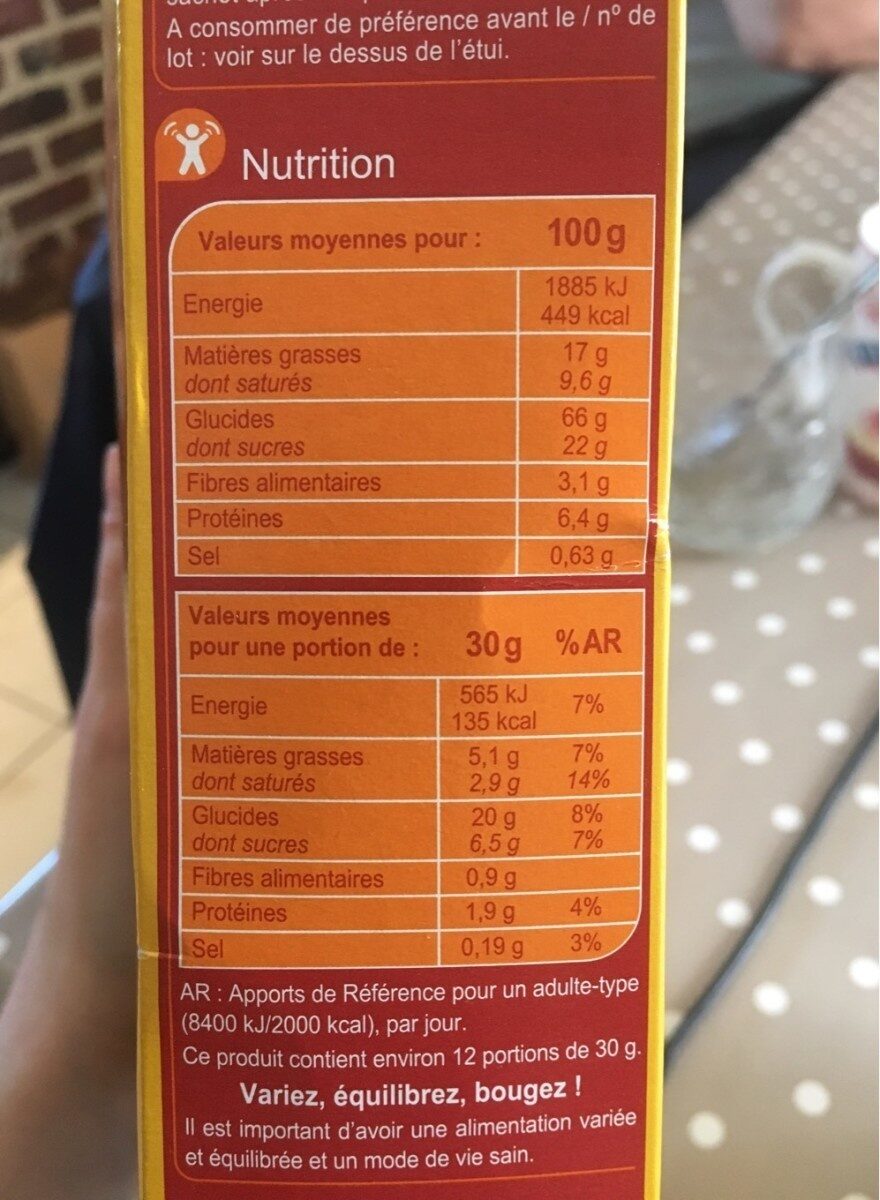 A consommer de préférence avant le / nº de
lot : voir sur le dessus de l'étui.
Nutrition
Valeurs moyennes pour : 100 g
Energie 1885 kJ
449 kcal
Matières grasses 17 g
dont saturés 9,6 g
Glucides 66 g
dont sucres 22 g
Fibres alimentaires 3,1 g
Protéines 6,4 g
Sel 0,63 g
Valeurs moyennes
pour une portion de : 30 g % AR
Energie 565 kJ 7%
135 kcal
Matières grasses 5,1 g 7%
dont saturés 2,9 g 14%
Glucides 20 g 8%
dont sucres 6,5 g 7%
Fibres alimentaires 0,9 g
Protéines 1,9 g 4%
Sel 0,19 g 3%
AR : Apports de Référence pour un adulte-type
(8400 kJ/2000 kcal), par jour.
Ce produit contient environ 12 portions de 30 g.
Variez, équilibrez, bougez !
Il est important d'avoir une alimentation variée
et équilibrée et un mode de vie sain.